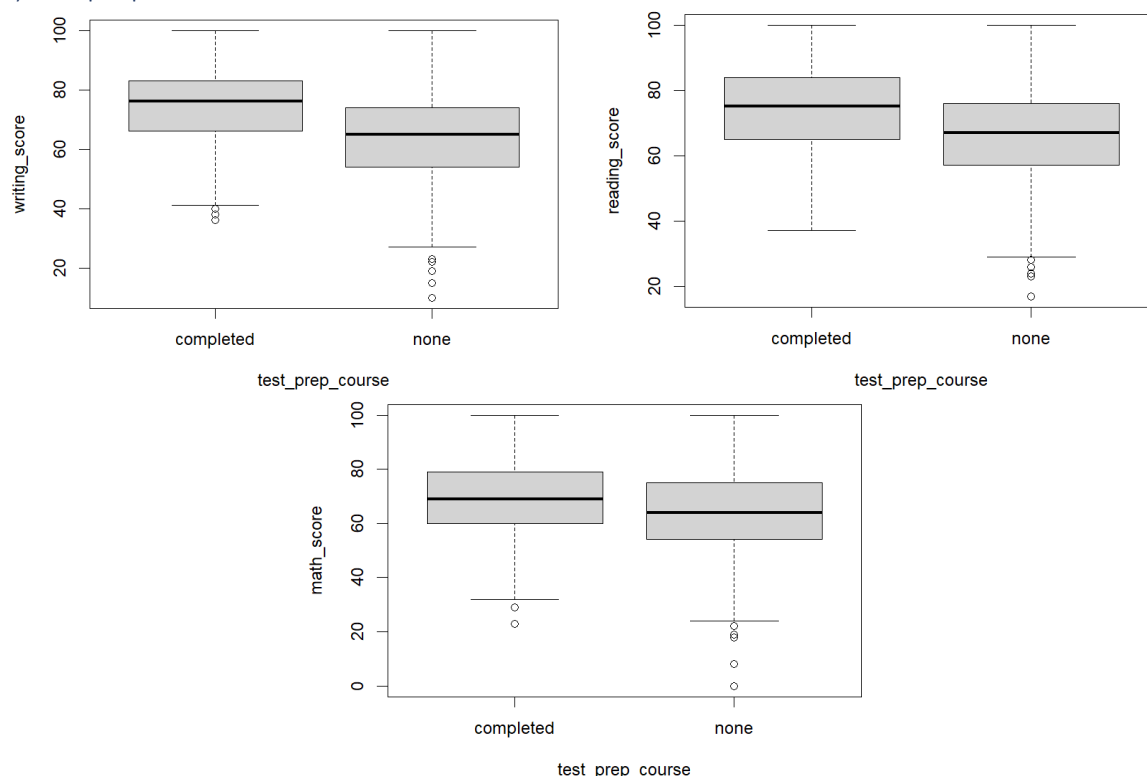 writing_score
100
80
60
40
20
completed
none
test_prep_course
reading_score
100
80
60
40
20
completed
none
test_prep_course
math_score
100
80
60
40
20
0
completed
none
test_prep_course